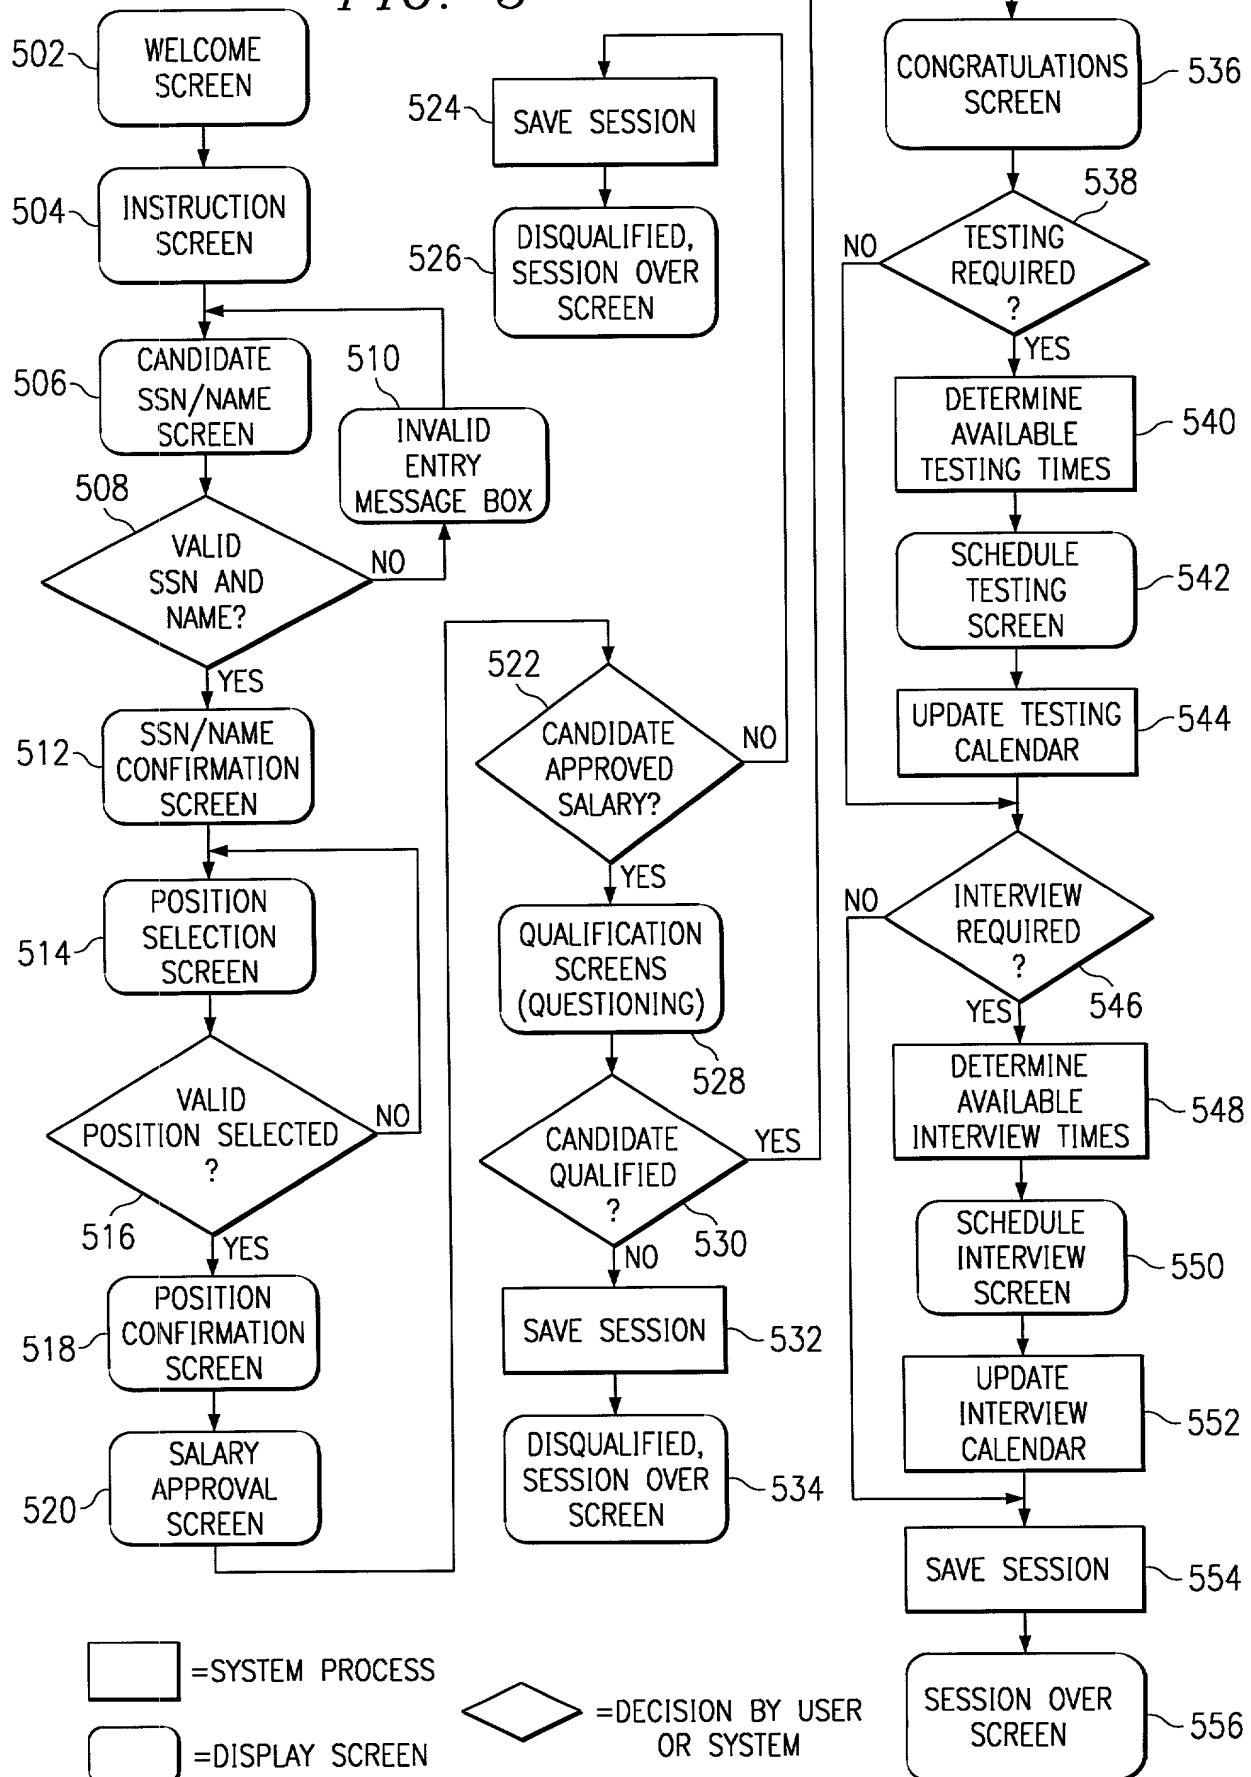 502
WELCOME
SCREEN
504
INSTRUCTION
SCREEN
506
CANDIDATE
SSN/NAME
SCREEN
510
INVALID
ENTRY
MESSAGE BOX
508
VALID
SSN AND
NAME?
NO
YES
512
SSN/NAME
CONFIRMATION
SCREEN
514
POSITION
SELECTION
SCREEN
VALID
POSITION SELECTED
?
NO
516
YES
518
POSITION
CONFIRMATION
SCREEN
520
SALARY
APPROVAL
SCREEN
524
SAVE SESSION
526
DISQUALIFIED,
SESSION OVER
SCREEN
522
CANDIDATE
APPROVED
SALARY?
NO
YES
QUALIFICATION
SCREENS
(QUESTIONING)
528
CANDIDATE
QUALIFIED
?
YES
530
NO
SAVE SESSION
532
DISQUALIFIED,
SESSION OVER
SCREEN
534
CONGRATULATIONS
SCREEN
536
538
NO
TESTING
REQUIRED
?
YES
DETERMINE
AVAILABLE
TESTING TIMES
540
SCHEDULE
TESTING
SCREEN
542
UPDATE TESTING
CALENDAR
544
NO
INTERVIEW
REQUIRED
?
546
YES
DETERMINE
AVAILABLE
INTERVIEW TIMES
548
SCHEDULE
INTERVIEW
SCREEN
550
UPDATE
INTERVIEW
CALENDAR
552
SAVE SESSION
554
SESSION OVER
SCREEN
556
=SYSTEM PROCESS
=DISPLAY SCREEN
=DECISION BY USER
OR SYSTEM